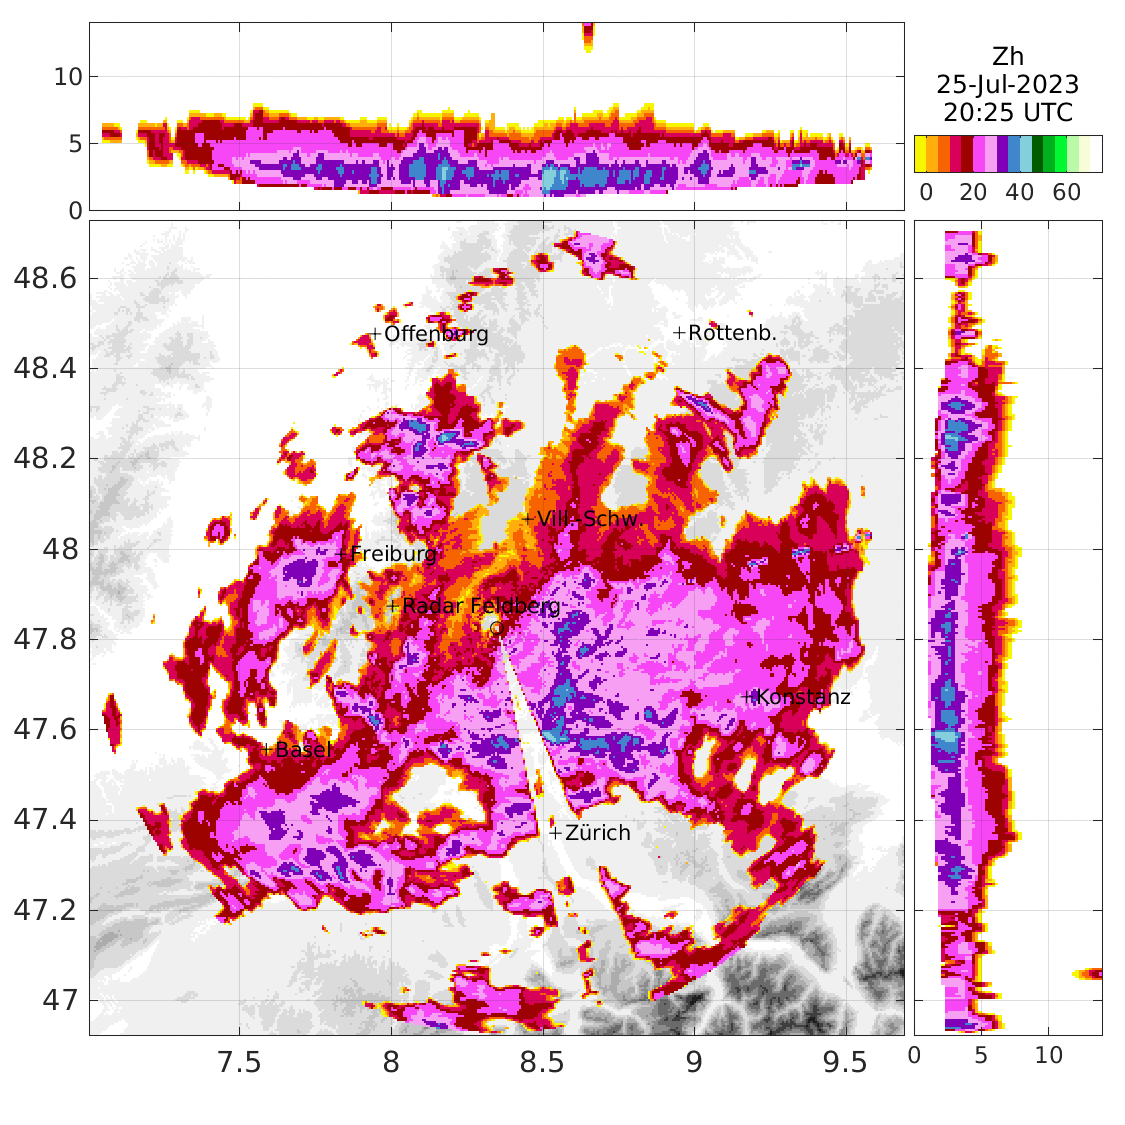 10
5
0
Zh
25-Jul-2023
20:25 UTC
0 20 40 60
48.6
48.4
48.2
48
47.8
47.6
47.4
47.2
47
+Offenburg
+Rottenb.
+Vill.-Schw.
+Freiburg
+Radar Feldberg
+Konstanz
+Basel
+Zürich
7.5 8 8.5 9 9.5
0 5 10